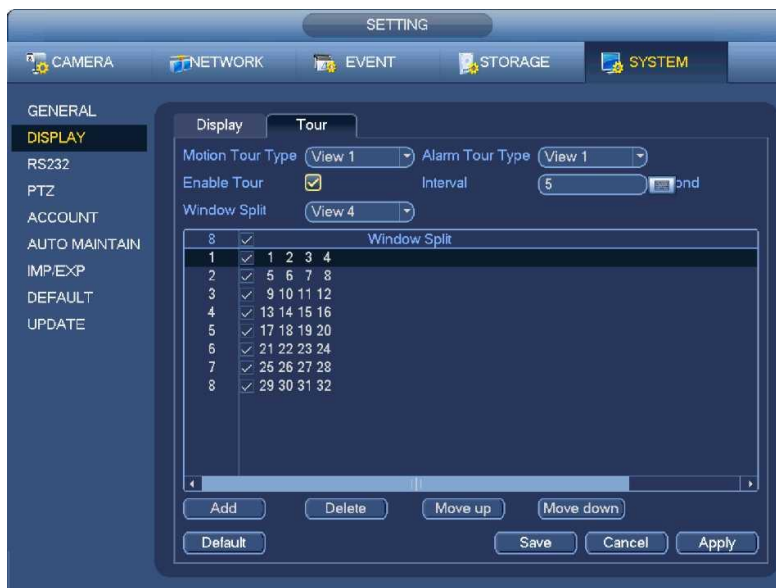 SETTING
CAMERA NETWORK EVENT STORAGE SYSTEM
GENERAL
DISPLAY
RS232
PTZ
ACCOUNT
AUTO MAINTAIN
IMP/EXP
DEFAULT
UPDATE
Display Tour
Motion Tour Type View 1 Alarm Tour Type View 1
Enable Tour Interval 5 ond
Window Split View 4
8 Window Split
1 1 2 3 4
2 5 6 7 8
3 9 10 11 12
4 13 14 15 16
5 17 18 19 20
6 21 22 23 24
7 25 26 27 28
8 29 30 31 32
Add Delete Move up Move down
Default Save Cancel Apply